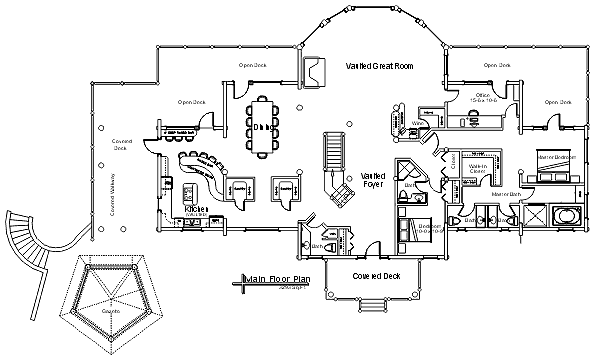 Open Deck
Vaulted Great Room
Open Deck
Open Deck
Office
15-6 x 10-6
Open Deck
Wine
Dining
Covered
Deck
Closet
Walk-In
Closet
Master Bedroom
Vaulted
Foyer
Bath
Master Bath
Covered Walkway
Kitchen
Bedroom
Bath
Main Floor Plan
Covered Deck
Gazebo